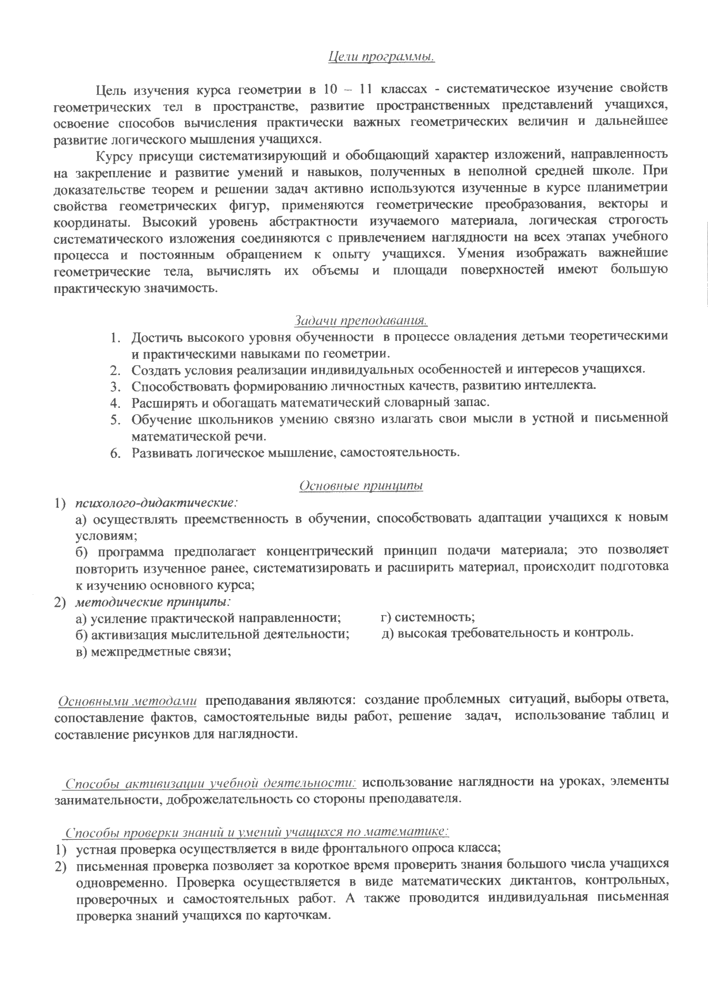 Цели программы.
Цель изучения курса геометрии в 10 – 11 классах - систематическое изучение свойств
геометрических тел в пространстве, развитие пространственных представлений учащихся,
освоение способов вычисления практически важных геометрических величин и дальнейшее
развитие логического мышления учащихся.
Курсу присущи систематизирующий и обобщающий характер изложений, направленность
на закрепление и развитие умений и навыков, полученных в неполной средней школе. При
доказательстве теорем и решении задач активно используются изученные в курсе планиметрии
свойства геометрических фигур, применяются геометрические преобразования, векторы и
координаты. Высокий уровень абстрактности изучаемого материала, логическая строгость
систематического изложения соединяются с привлечением наглядности на всех этапах учебного
процесса и постоянным обращением к опыту учащихся. Умения изображать важнейшие
геометрические тела, вычислять их объемы и площади поверхностей имеют большую
практическую значимость.
Задачи преподавания.
1. Достичь высокого уровня обученности в процессе овладения детьми теоретическими
и практическими навыками по геометрии.
2. Создать условия реализации индивидуальных особенностей и интересов учащихся.
3. Способствовать формированию личностных качеств, развитию интеллекта.
4. Расширять и обогащать математический словарный запас.
5. Обучение школьников умению связно излагать свои мысли в устной и письменной
математической речи.
6. Развивать логическое мышление, самостоятельность.
Основные принципы
1) психолого-дидактические:
а) осуществлять преемственность в обучении, способствовать адаптации учащихся к новым
условиям;
б) программа предполагает концентрический принцип подачи материала; это позволяет
повторить изученное ранее, систематизировать и расширить материал, происходит подготовка
к изучению основного курса;
2) методические принципы:
а) усиление практической направленности; г) системность;
б) активизация мыслительной деятельности; д) высокая требовательность и контроль.
в) межпредметные связи;
Основными методами преподавания являются: создание проблемных ситуаций, выборы ответа,
сопоставление фактов, самостоятельные виды работ, решение задач, использование таблиц и
составление рисунков для наглядности.
Способы активизации учебной деятельности: использование наглядности на уроках, элементы
занимательности, доброжелательность со стороны преподавателя.
Способы проверки знаний и умений учащихся по математике:
1) устная проверка осуществляется в виде фронтального опроса класса;
2) письменная проверка позволяет за короткое время проверить знания большого числа учащихся
одновременно. Проверка осуществляется в виде математических диктантов, контрольных,
проверочных и самостоятельных работ. А также проводится индивидуальная письменная
проверка знаний учащихся по карточкам.